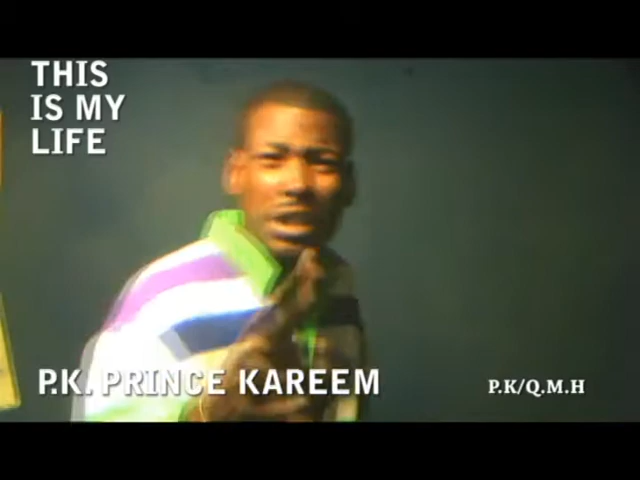 THIS
IS MY
LIFE
P.K. PRINCE KAREEM
P.K/Q.M.H